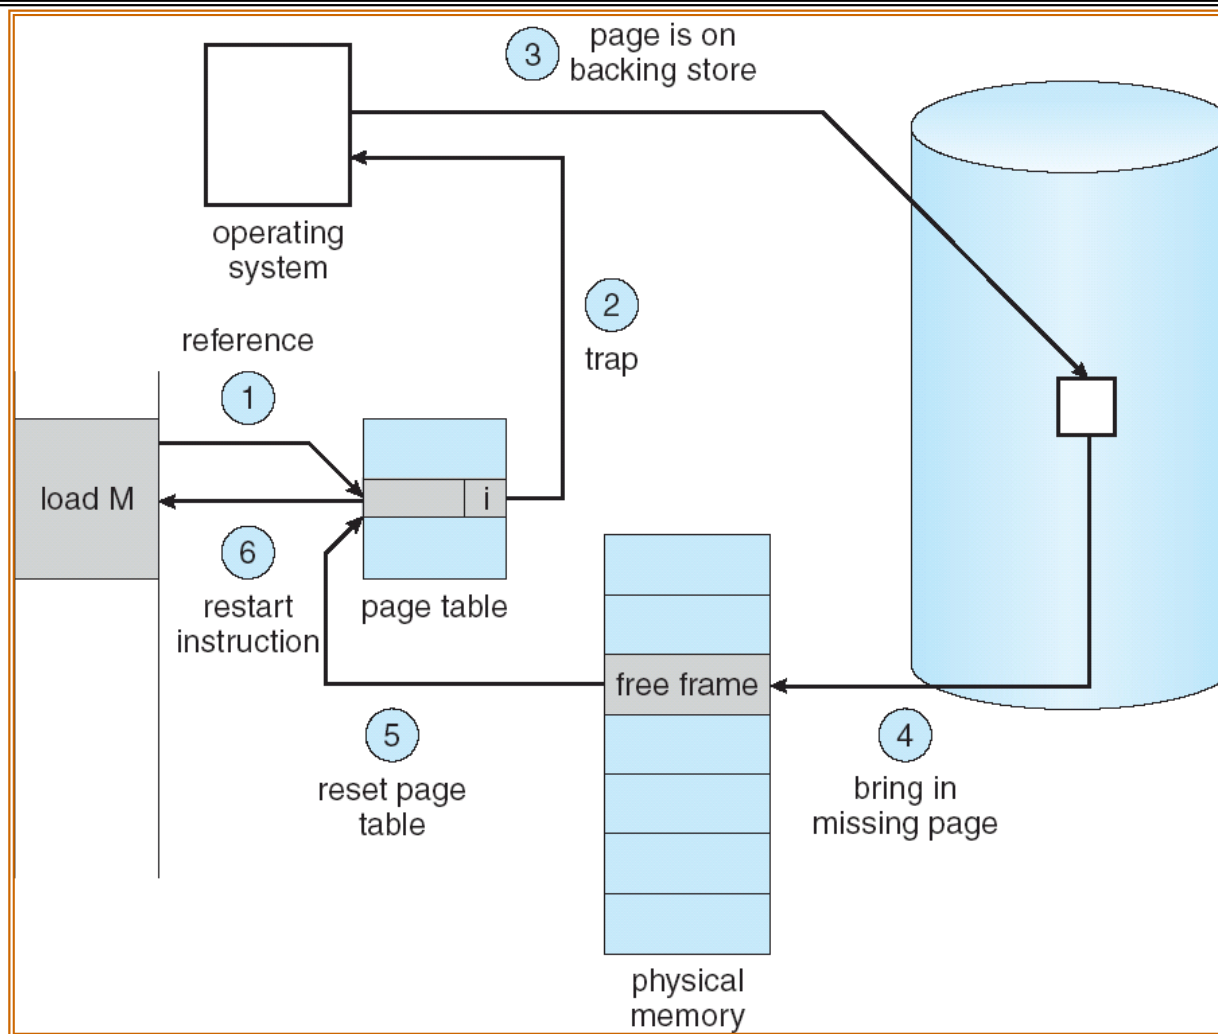 3
page is on
backing store
operating
system
2
trap
reference
1
load M
i
6
restart
instruction
page table
free frame
5
reset page
table
4
bring in
missing page
physical
memory